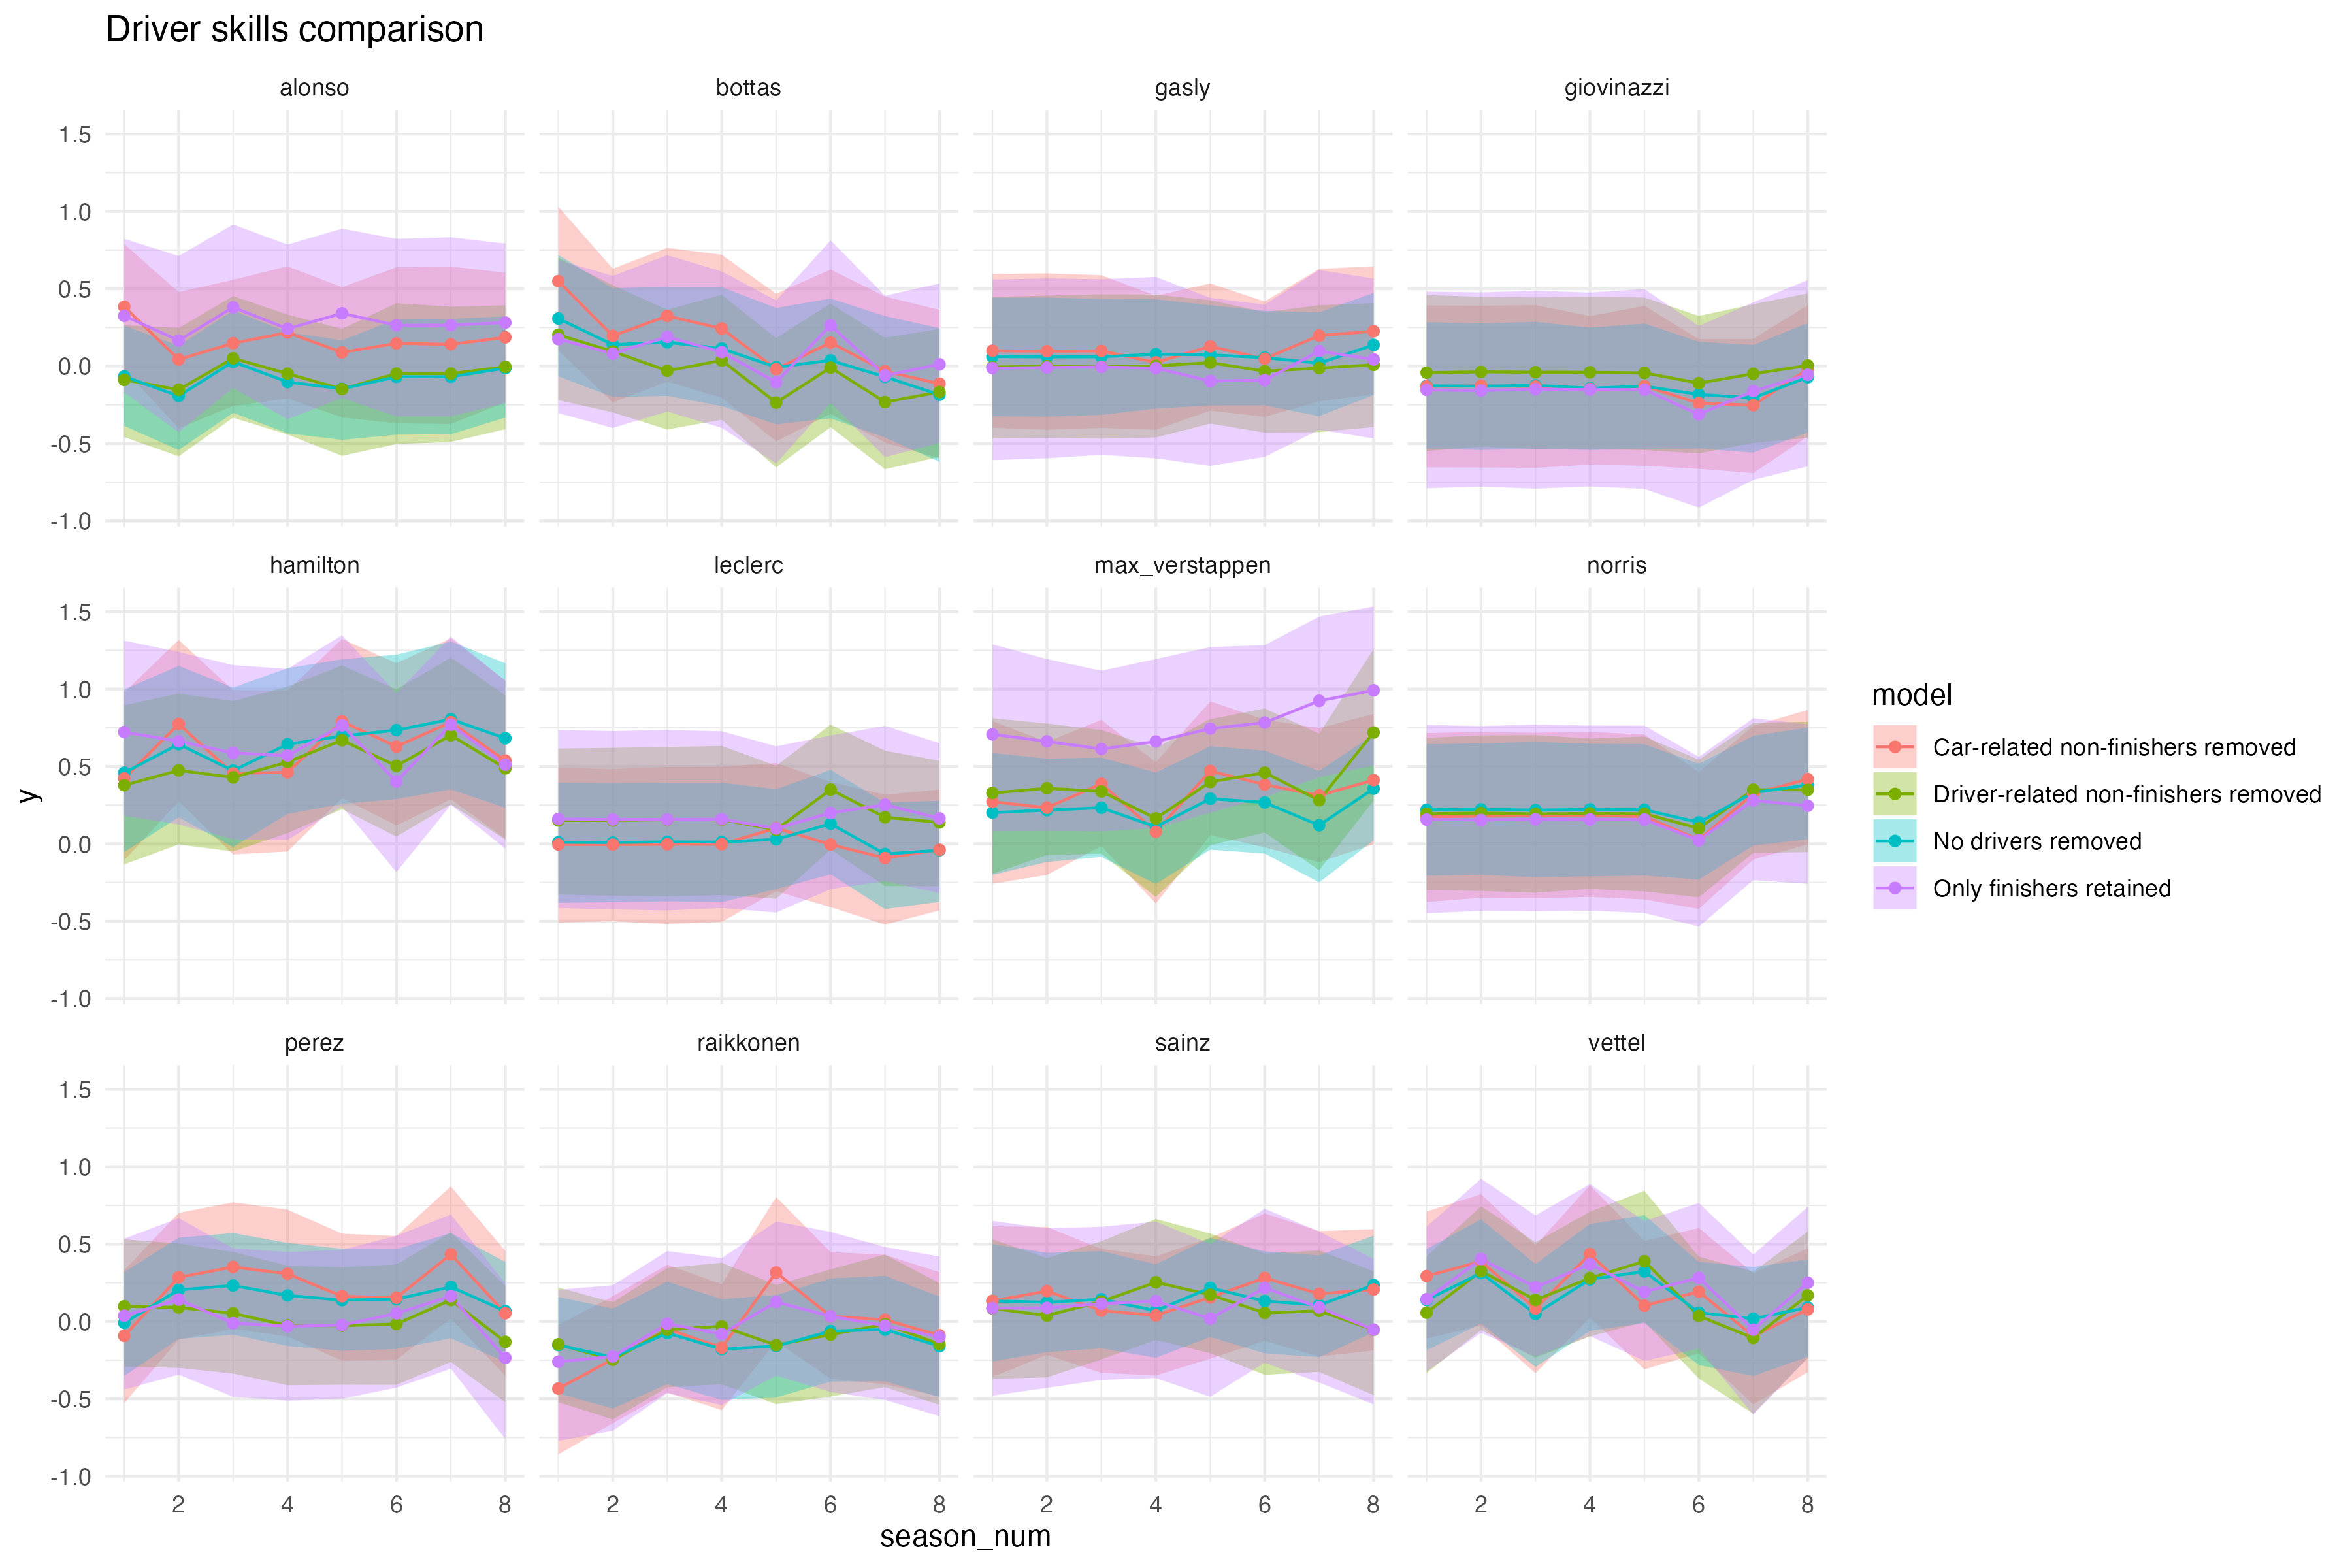 Driver skills comparison
alonso bottas gasly giovinazzi
1.5
1.0
0.5
0.0
-0.5
-1.0
hamilton leclerc max_verstappen norris
1.5
1.0
0.5
0.0
-0.5
-1.0
perez raikkonen sainz vettel
1.5
1.0
0.5
0.0
-0.5
-1.0
2 4 6 8 2 4 6 8 2 4 6 8 2 4 6 8
season_num
y
model
Car-related non-finishers removed
Driver-related non-finishers removed
No drivers removed
Only finishers retained